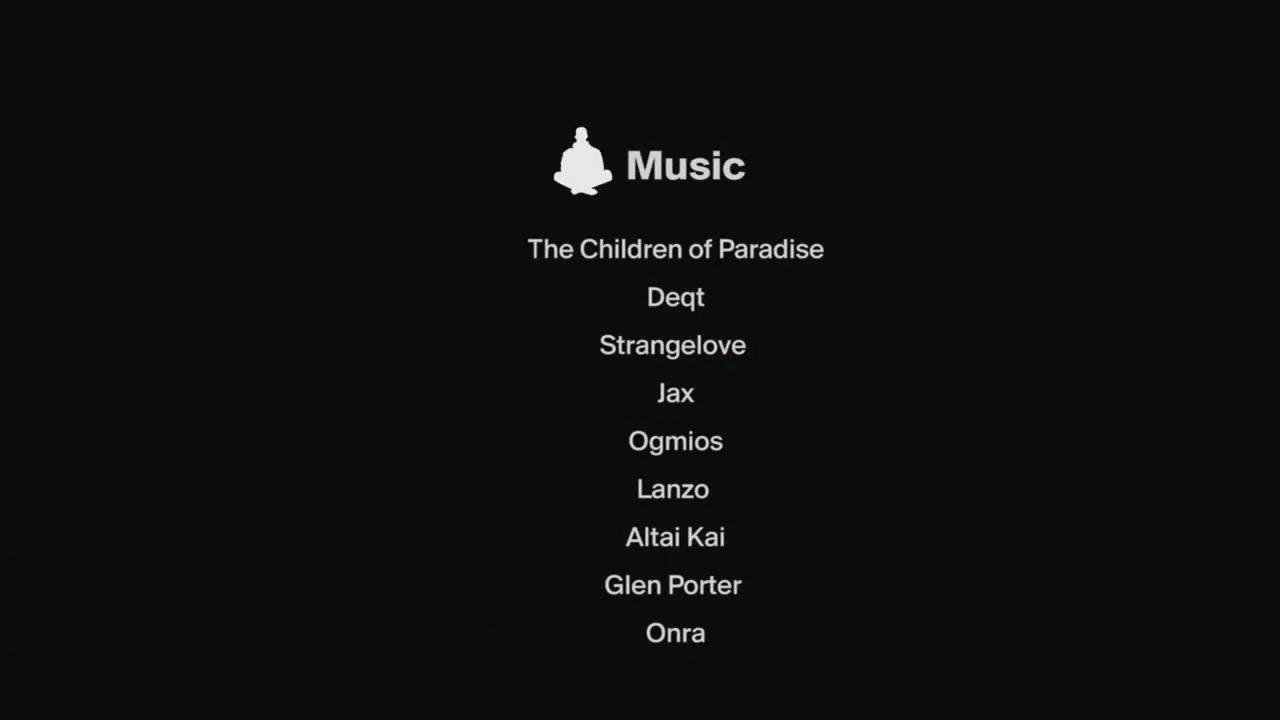 Music
The Children of Paradise
Deqt
Strangelove
Jax
Ogmios
Lanzo
Altai Kai
Glen Porter
Onra